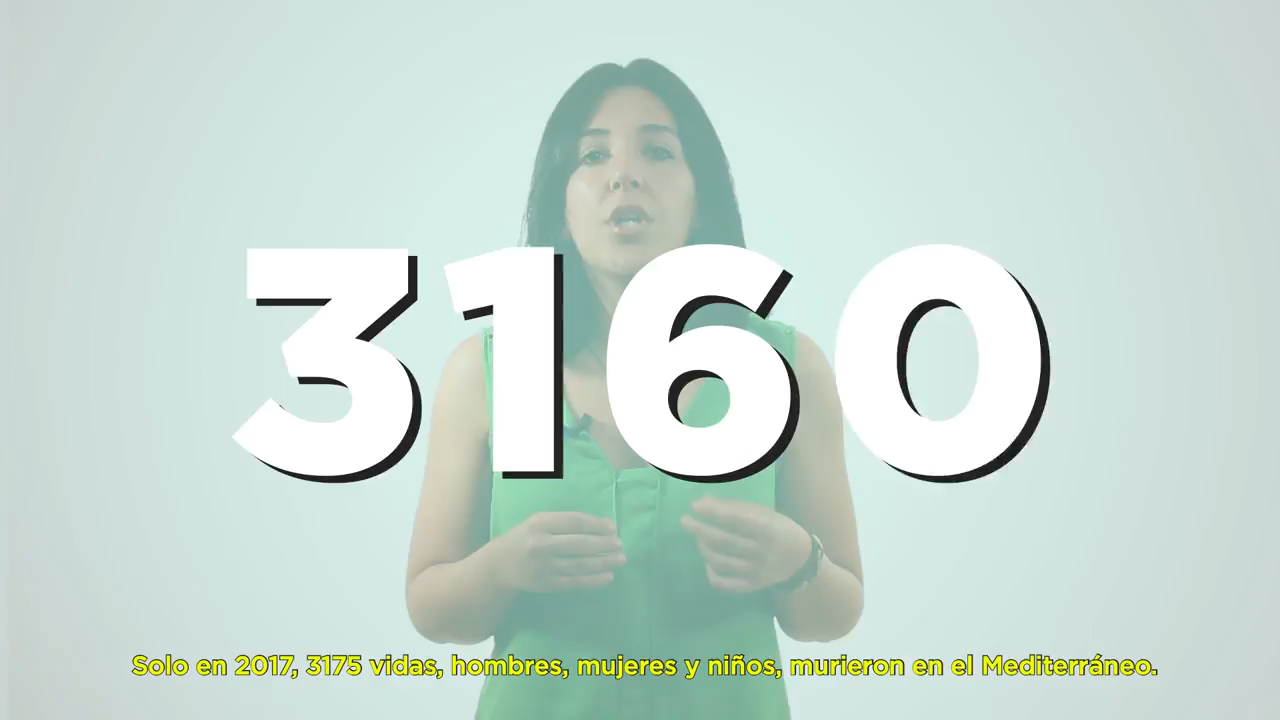 3160
Solo en 2017, 3175 vidas, hombres, mujeres y niños, murieron en el Mediterráneo.